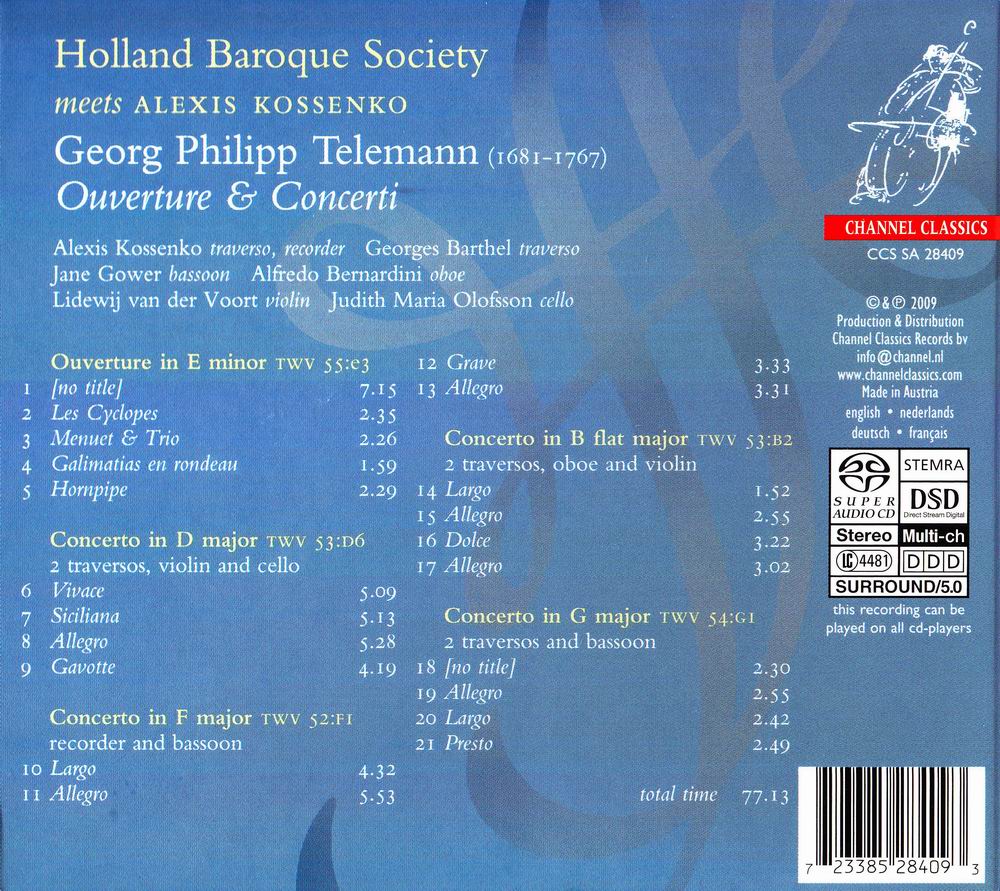 Holland Baroque Society
meets ALEXIS KOSSENKO
Georg Philipp Telemann (1681–1767)
Ouverture & Concerti
Alexis Kossenko traverso, recorder Georges Barthel traverso
Jane Gower bassoon Alfredo Bernardini oboe
Lidewij van der Voort violin Judith Maria Olofsson cello
Ouverture in E minor TWV 55:e3
1 [no title] 7.15
2 Les Cyclopes 2.35
3 Menuet & Trio 2.26
4 Galimatias en rondeau 1.59
5 Hornpipe 2.29
Concerto in D major TWV 53:D6
2 traversos, violin and cello
6 Vivace 5.09
7 Siciliana 5.13
8 Allegro 5.28
9 Gavotte 4.19
Concerto in F major TWV 52:F1
recorder and bassoon
10 Largo 4.32
11 Allegro 5.53
12 Grave 3.33
13 Allegro 3.31
Concerto in B flat major TWV 53:B2
2 traversos, oboe and violin
14 Largo 1.52
15 Allegro 2.55
16 Dolce 3.22
17 Allegro 3.02
Concerto in G major TWV 54:G1
2 traversos and bassoon
18 [no title] 2.30
19 Allegro 2.55
20 Largo 2.42
21 Presto 2.49
total time 77.13
CHANNEL CLASSICS
CCS SA 28409
©&℗ 2009
Production & Distribution
Channel Classics Records bv
info@channel.nl
www.channelclassics.com
Made in Austria
english • nederlands
deutsch • français
SUPER AUDIO CD
STEMRA
DSD
Direct Stream Digital
Stereo Multi-ch
LC 4481 DDD
SURROUND/5.0
this recording can be
played on all cd-players
7 23385 28409 3